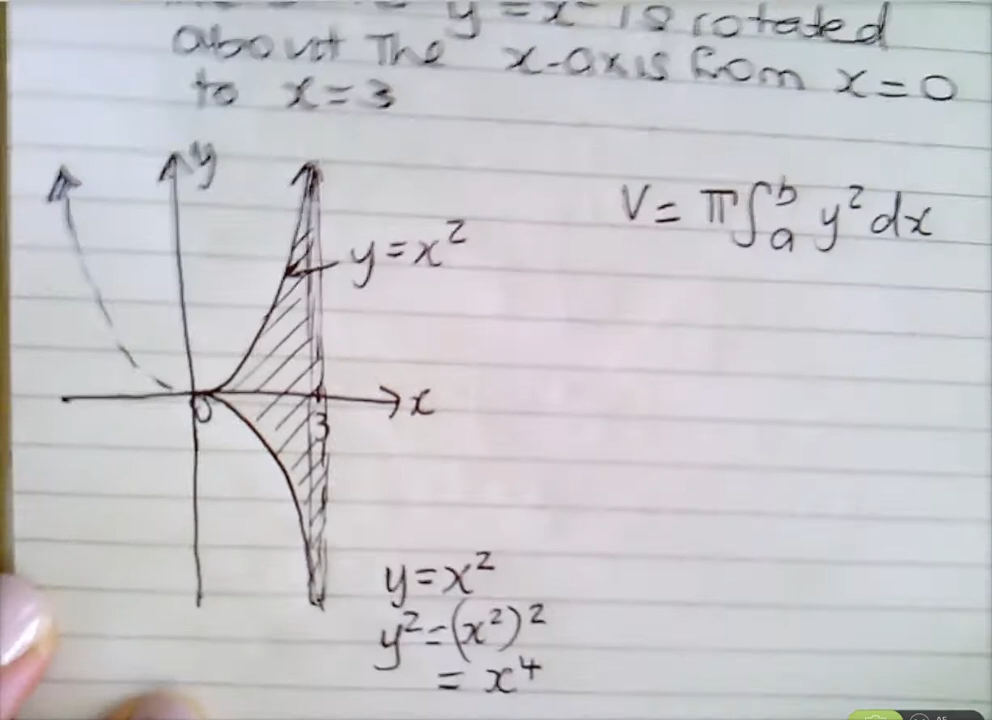 y = x² is rotated
about The x-axis from x = 0
to x = 3
y
V = π∫ₐᵇ y² dx
y = x²
x
0
3
y = x²
y² = (x²)²
= x⁴